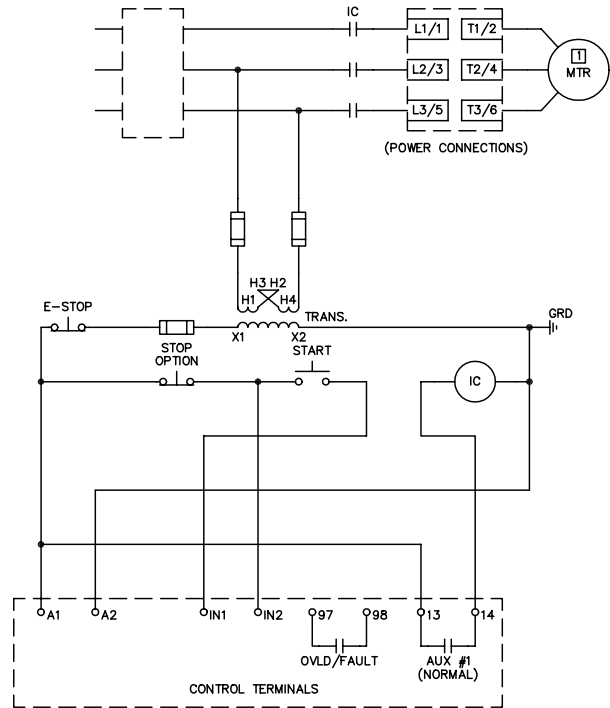 IC
L1/1 T1/2
L2/3 T2/4
L3/5 T3/6
1
MTR
(POWER CONNECTIONS)
H3 H2
H1 H4
E-STOP
TRANS.
GRD
X1 X2
STOP
OPTION
START
IC
A1 A2 IN1 IN2 97 98 13 14
OVLD/FAULT
AUX #1
(NORMAL)
CONTROL TERMINALS